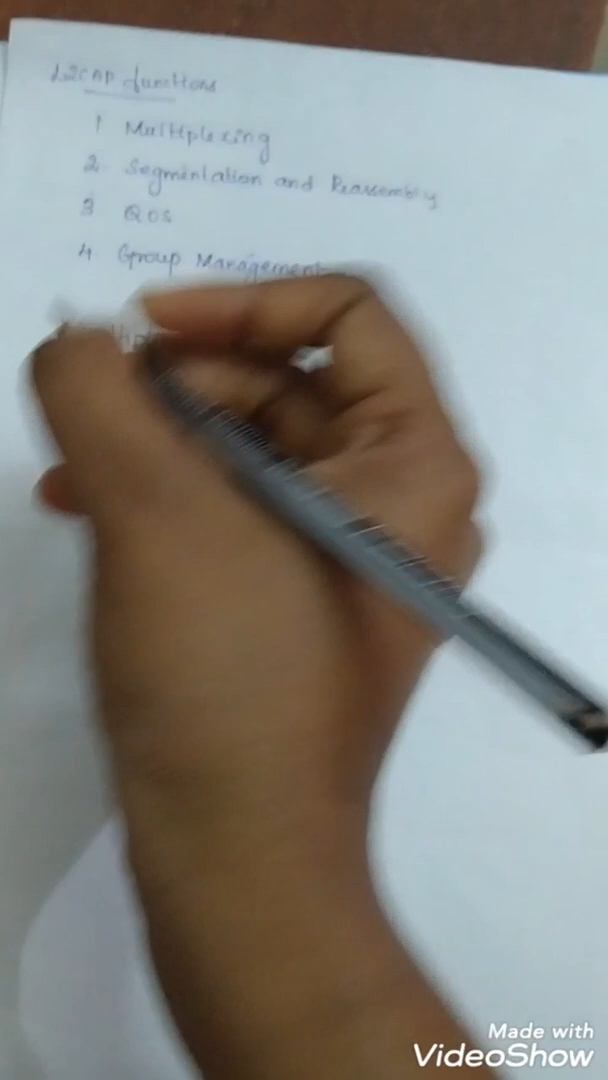 L2CAP functions
1 Multiplexing
2. Segmentation and Reassembly
3 QOS
4 Group Management
Made with
VideoShow